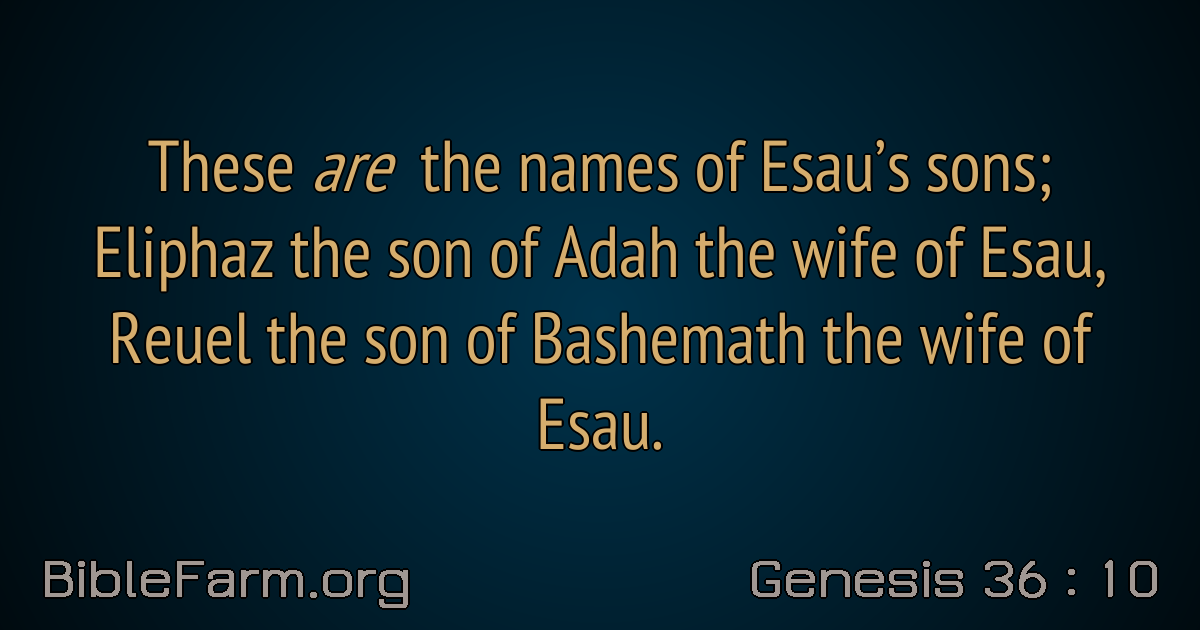 These are the names of Esau’s sons;
Eliphaz the son of Adah the wife of Esau,
Reuel the son of Bashemath the wife of
Esau.
BibleFarm.org
Genesis 36 : 10